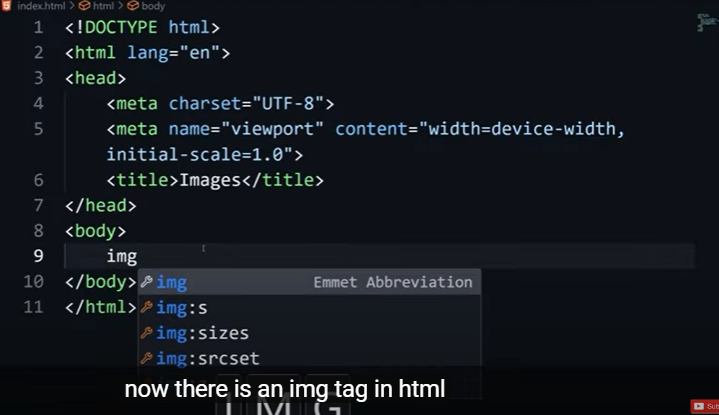 index.html > html > body
1 <!DOCTYPE html>
2 <html lang="en">
3 <head>
4 <meta charset="UTF-8">
5 <meta name="viewport" content="width=device-width,
initial-scale=1.0">
6 <title>Images</title>
7 </head>
8 <body>
9 img
10 </body>
11 </html>
img Emmet Abbreviation
img:s
img:sizes
img:srcset
now there is an img tag in html
I M G